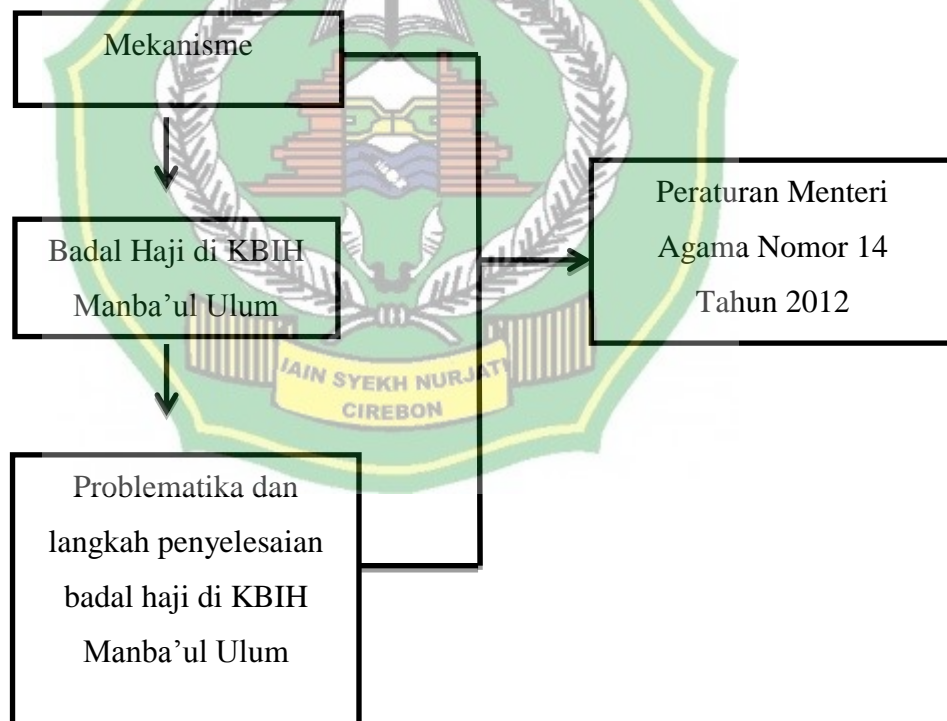 Mekanisme
Badal Haji di KBIH
Manba’ul Ulum
Problematika dan
langkah penyelesaian
badal haji di KBIH
Manba’ul Ulum
Peraturan Menteri
Agama Nomor 14
Tahun 2012
IAIN SYEKH NURJATI
CIREBON